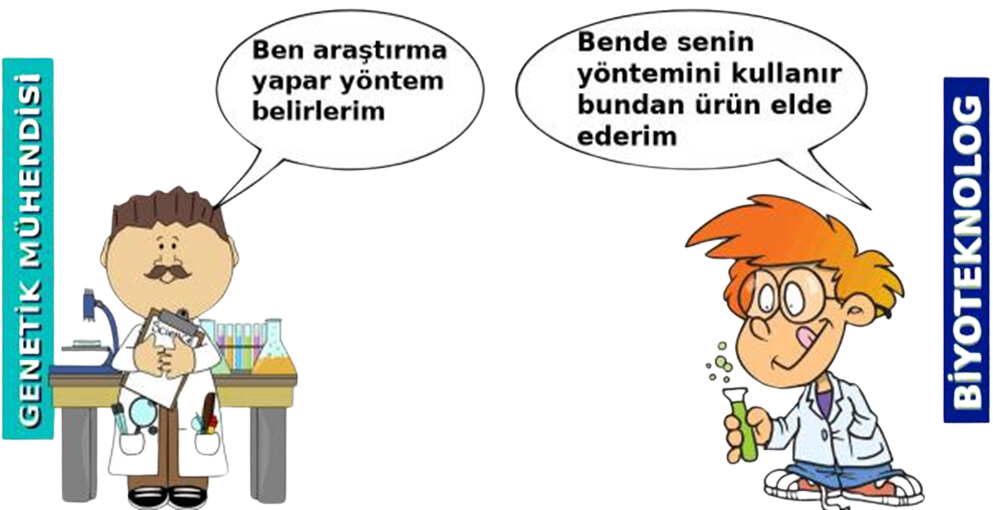 GENETİK MÜHENDİSİ
Ben araştırma
yapar yöntem
belirlerim
Science
Bende senin
yöntemini kullanır
bundan ürün elde
ederim
BİYOTEKNOLOG